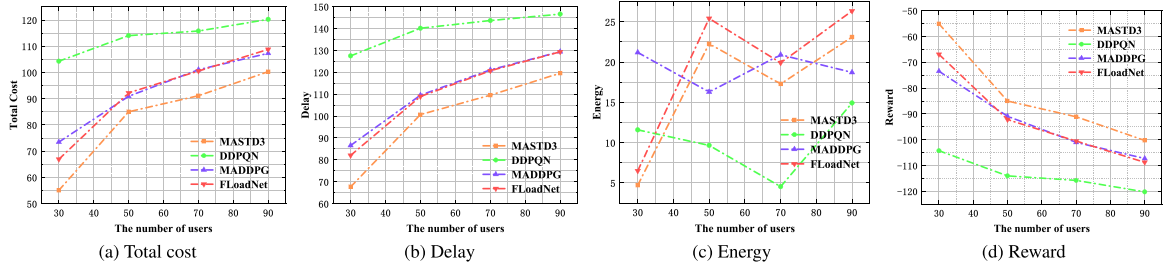 120
110
100
90
80
70
60
50
Total Cost
30 40 50 60 70 80 90
The number of users
MASTD3
DDPQN
MADDPG
FLoadNet
(a) Total cost
150
140
130
120
110
100
90
80
70
60
Delay
30 40 50 60 70 80 90
The number of users
MASTD3
DDPQN
MADDPG
FLoadNet
(b) Delay
25
20
15
10
5
Energy
30 40 50 60 70 80 90
The number of users
MASTD3
DDPQN
MADDPG
FLoadNet
(c) Energy
−50
−60
−70
−80
−90
−100
−110
−120
Reward
30 40 50 60 70 80 90
The number of users
MASTD3
DDPQN
MADDPG
FLoadNet
(d) Reward